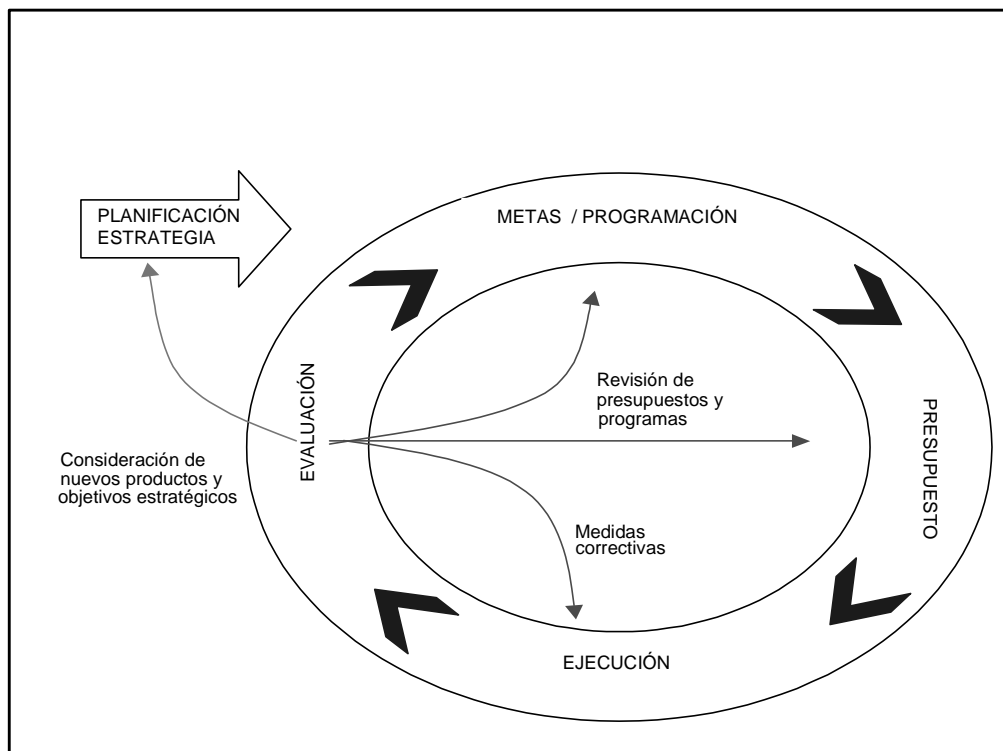 PLANIFICACIÓN
ESTRATEGIA
METAS / PROGRAMACIÓN
EVALUACIÓN
Revisión de
presupuestos y
programas
PRESUPUESTO
Consideración de
nuevos productos y
objetivos estratégicos
Medidas
correctivas
EJECUCIÓN